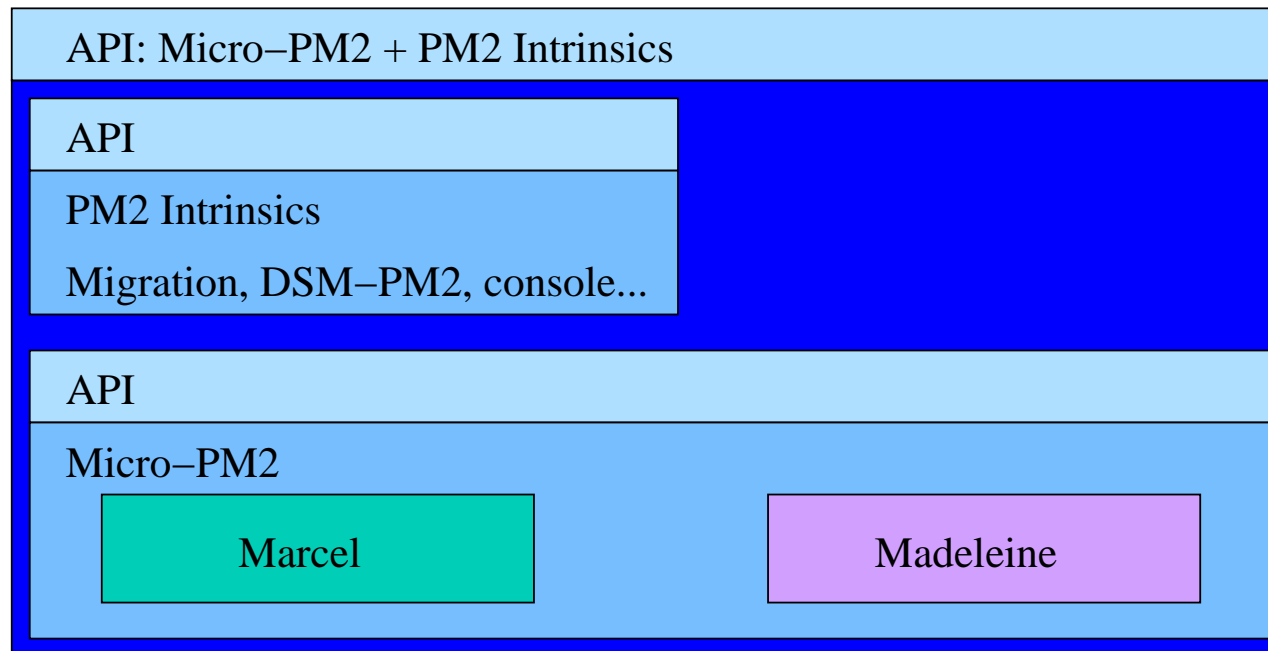 API: Micro−PM2 + PM2 Intrinsics
API
PM2 Intrinsics
Migration, DSM−PM2, console...
API
Micro−PM2
Marcel
Madeleine